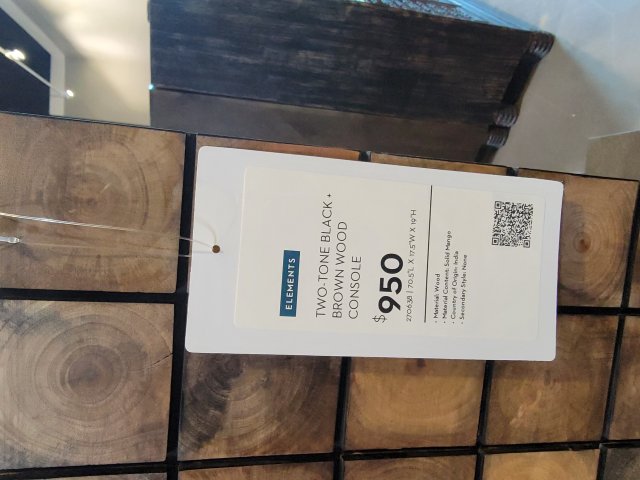 ELEMENTS
TWO-TONE BLACK +
BROWN WOOD
CONSOLE
$950
270638 | 70.5"L X 17.5"W X 19"H
• Material: Wood
• Material Content: Solid Mango
• Country of Origin: India
• Secondary Style: None